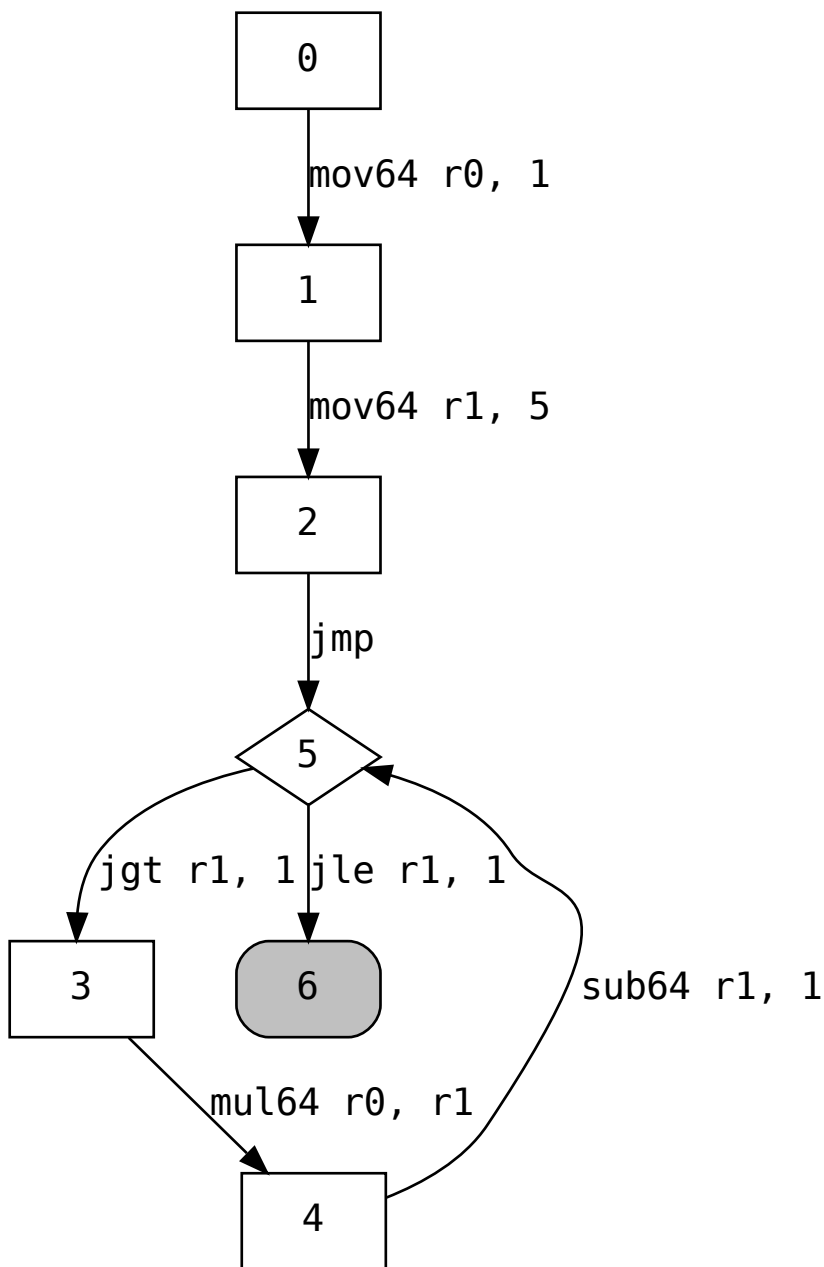 0
mov64 r0, 1
1
mov64 r1, 5
2
jmp
5
jgt r1, 1
jle r1, 1
3
6
sub64 r1, 1
mul64 r0, r1
4